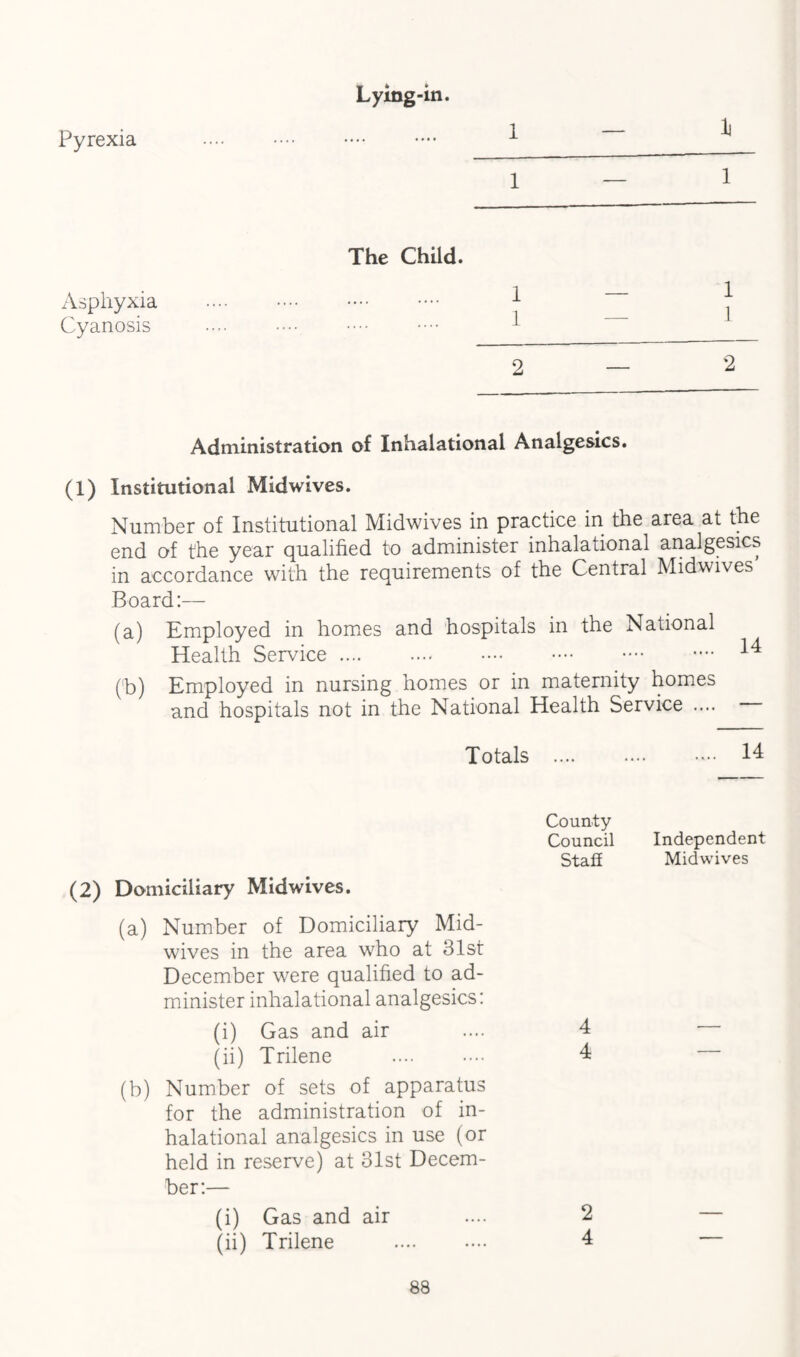 Lying-in.
Pyrexia .... .... .... .... 1 — 1
1 — 1
The Child.
Asphyxia .... .... .... .... 1 — 1
Cyanosis .... .... .... .... 1 — 1
2 — 2
Administration of Inhalational Analgesics.
(1) Institutional Midwives.
Number of Institutional Midwives in practice in the area at the
end of the year qualified to administer inhalational analgesics
in accordance with the requirements of the Central Midwives'
Board:—
(a) Employed in homes and hospitals in the National
Health Service .... .... .... .... .... .... 14
(b) Employed in nursing homes or in maternity homes
and hospitals not in the National Health Service .... —
Totals .... .... .... 14
County
Council Independent
Staff Midwives
(2) Domiciliary Midwives.
(a) Number of Domiciliary Mid-
wives in the area who at 31st
December were qualified to ad-
minister inhalational analgesics:
(i) Gas and air .... 4 —
(ii) Trilene .... .... 4 —
(b) Number of sets of apparatus
for the administration of in-
halational analgesics in use (or
held in reserve) at 31st Decem-
ber:—
(i) Gas and air .... 2 —
(ii) Trilene .... .... 4 —
88